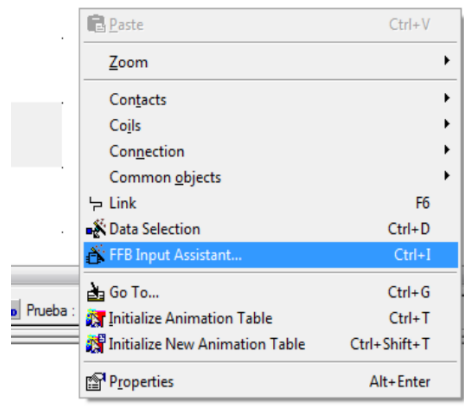 Paste Ctrl+V
Zoom
Contacts
Coils
Connection
Common objects
Link F6
Data Selection Ctrl+D
FFB Input Assistant... Ctrl+I
Go To... Ctrl+G
Prueba : Initialize Animation Table Ctrl+T
Initialize New Animation Table Ctrl+Shift+T
Properties Alt+Enter